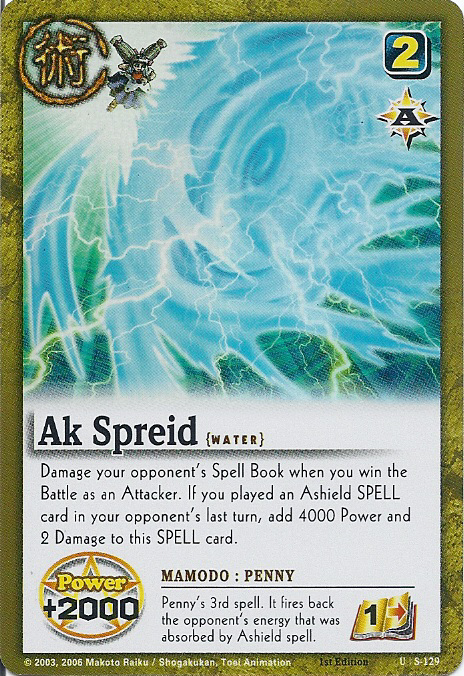 術
2
A
Ak Spreid {WATER}
Damage your opponent's Spell Book when you win the
Battle as an Attacker. If you played an Ashield SPELL
card in your opponent's last turn, add 4000 Power and
2 Damage to this SPELL card.
Power
+2000
MAMODO : PENNY
Penny's 3rd spell. It fires back
the opponent's energy that was
absorbed by Ashield spell.
1
© 2003, 2006 Makoto Raiku / Shogakukan, Toei Animation 1st Edition U S-129